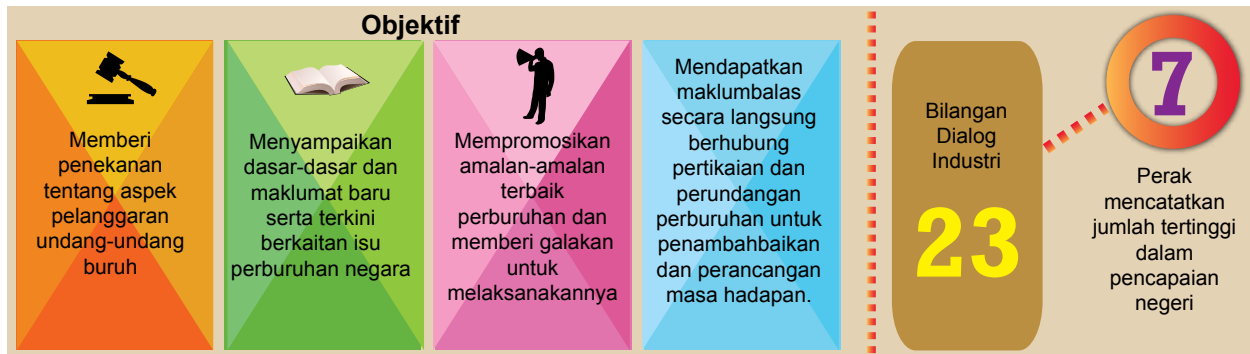 Objektif
Memberi
penekanan
tentang aspek
pelanggaran
undang-undang
buruh
Menyampaikan
dasar-dasar dan
maklumat baru
serta terkini
berkaitan isu
perburuhan negara
Mempromosikan
amalan-amalan
terbaik
perburuhan dan
memberi galakan
untuk
melaksanakannya
Mendapatkan
maklumbalas
secara langsung
berhubung
pertikaian dan
perundangan
perburuhan untuk
penambahbaikan
dan perancangan
masa hadapan.
Bilangan
Dialog
Industri
23
7
Perak
mencatatkan
jumlah tertinggi
dalam
pencapaian
negeri